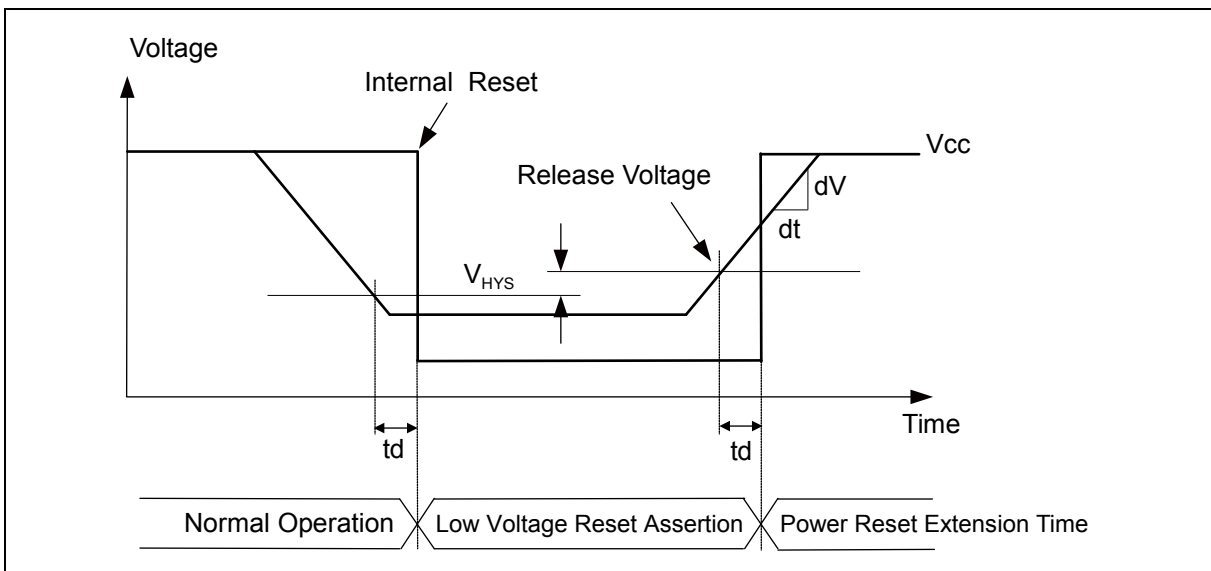 Voltage
Internal Reset
Vcc
Release Voltage
dV
dt
VHYS
Time
td
td
Normal Operation
Low Voltage Reset Assertion
Power Reset Extension Time